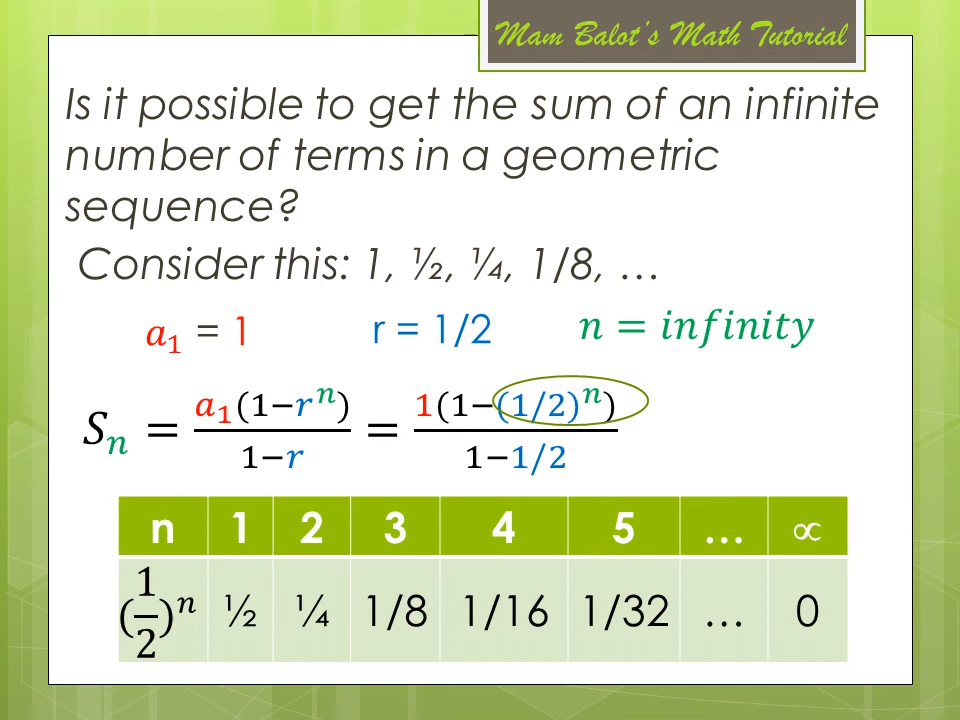 Mam Balot's Math Tutorial
Is it possible to get the sum of an infinite
number of terms in a geometric
sequence?
Consider this: 1, ½, ¼, 1/8, …
a₁ = 1 r = 1/2 n = infinity
Sₙ = a₁(1−rⁿ)/1−r = 1(1−(1/2)ⁿ)/1−1/2
n 1 2 3 4 5 … ∝
(1/2)ⁿ ½ ¼ 1/8 1/16 1/32 … 0